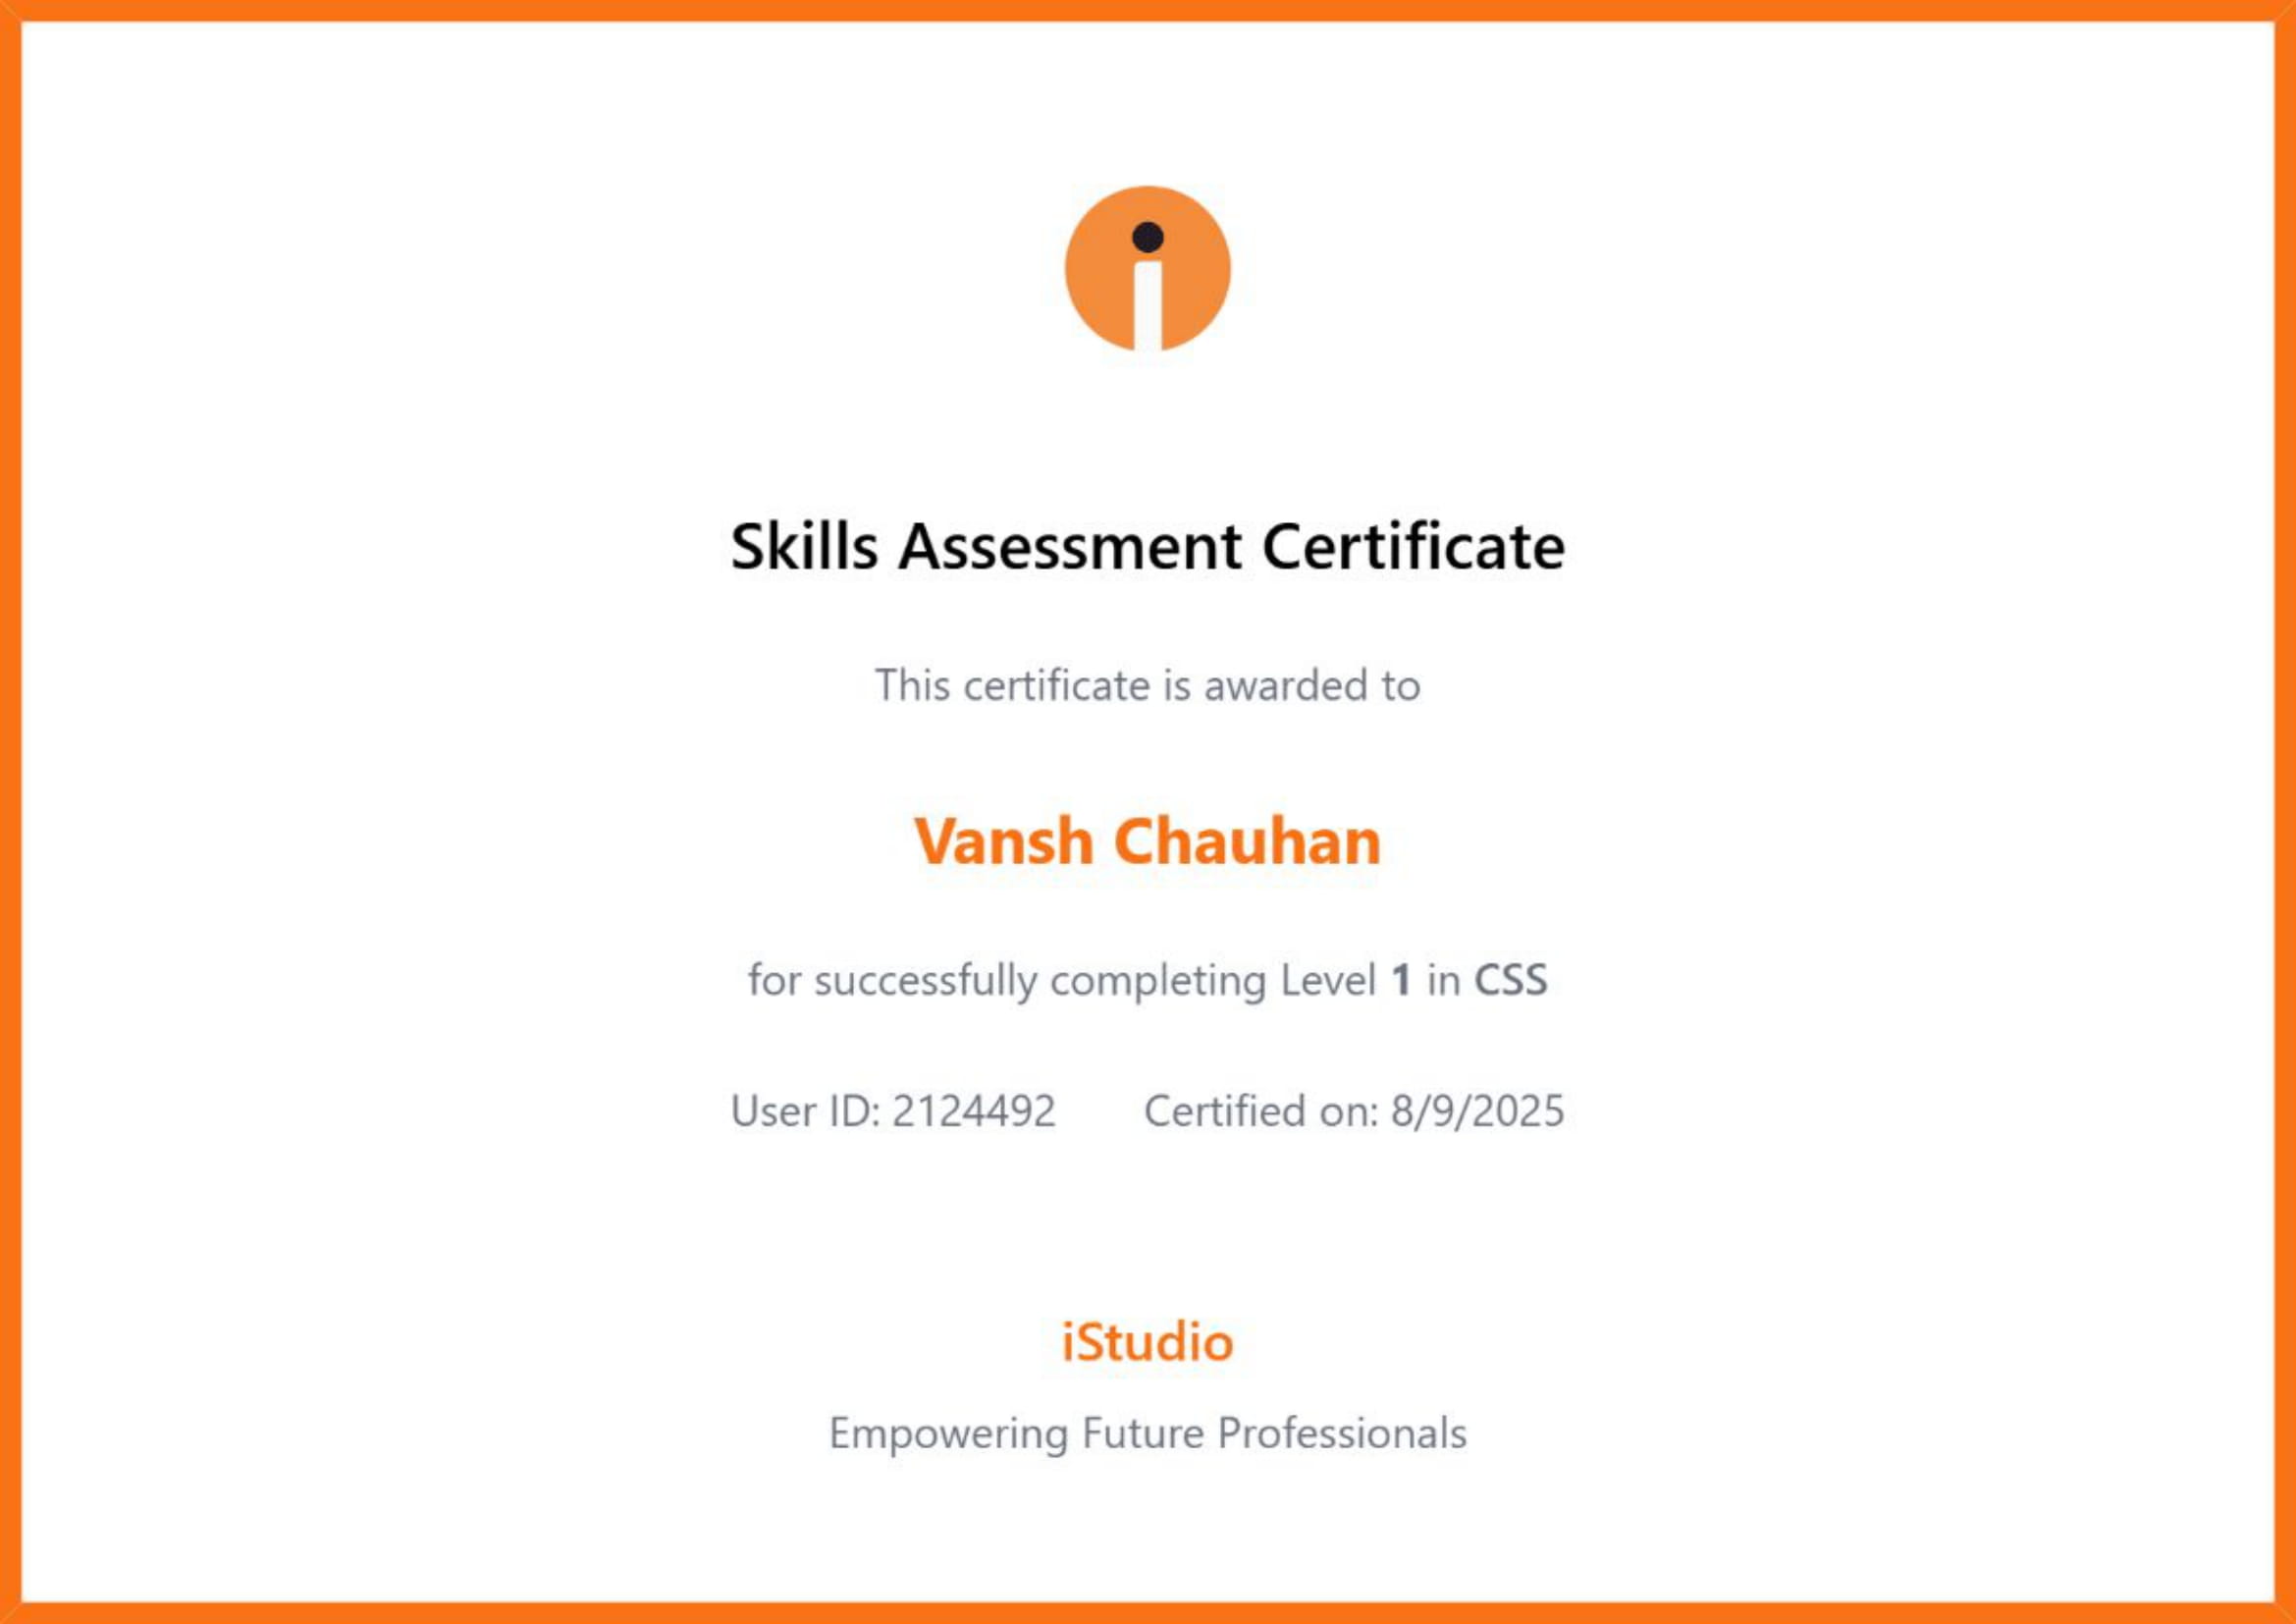 Skills Assessment Certificate
This certificate is awarded to
Vansh Chauhan
for successfully completing Level 1 in CSS
User ID: 2124492 Certified on: 8/9/2025
iStudio
Empowering Future Professionals